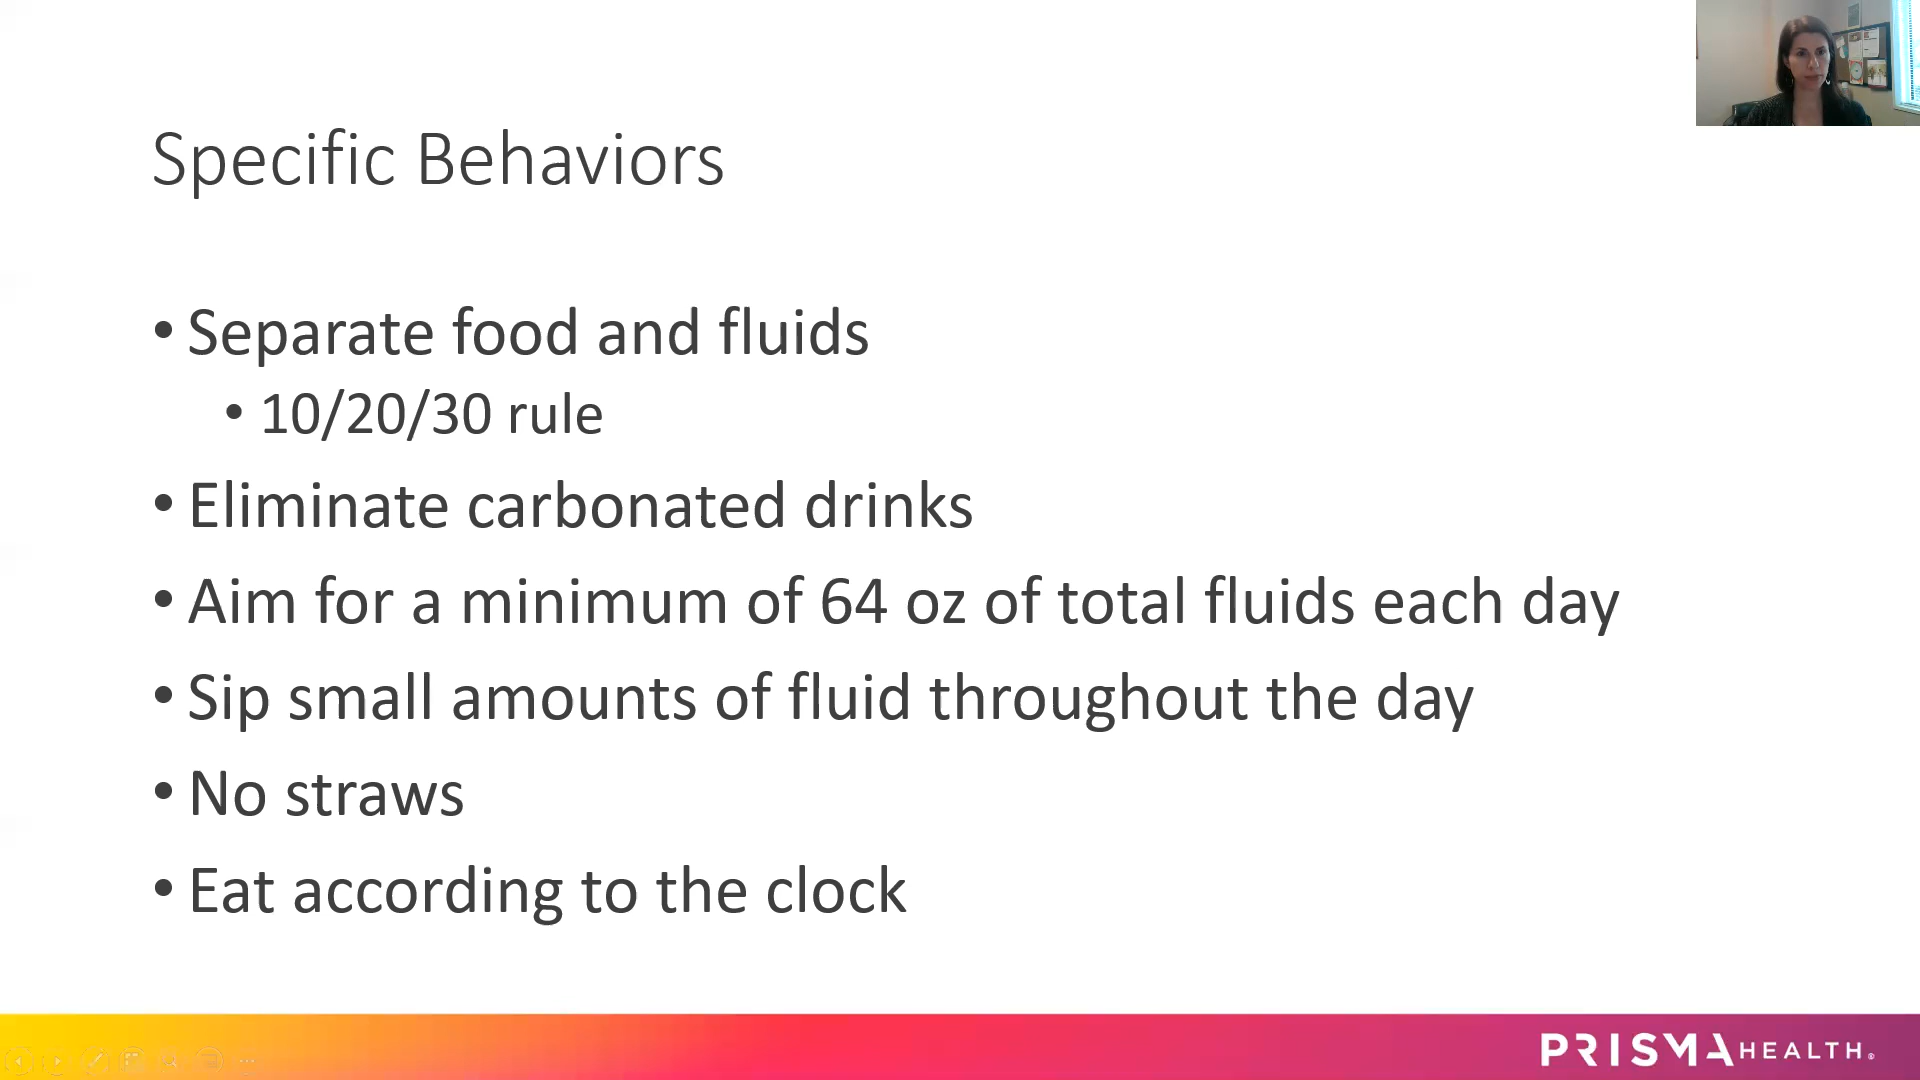 Specific Behaviors
• Separate food and fluids
• 10/20/30 rule
• Eliminate carbonated drinks
• Aim for a minimum of 64 oz of total fluids each day
• Sip small amounts of fluid throughout the day
• No straws
• Eat according to the clock
PRISMA HEALTH®